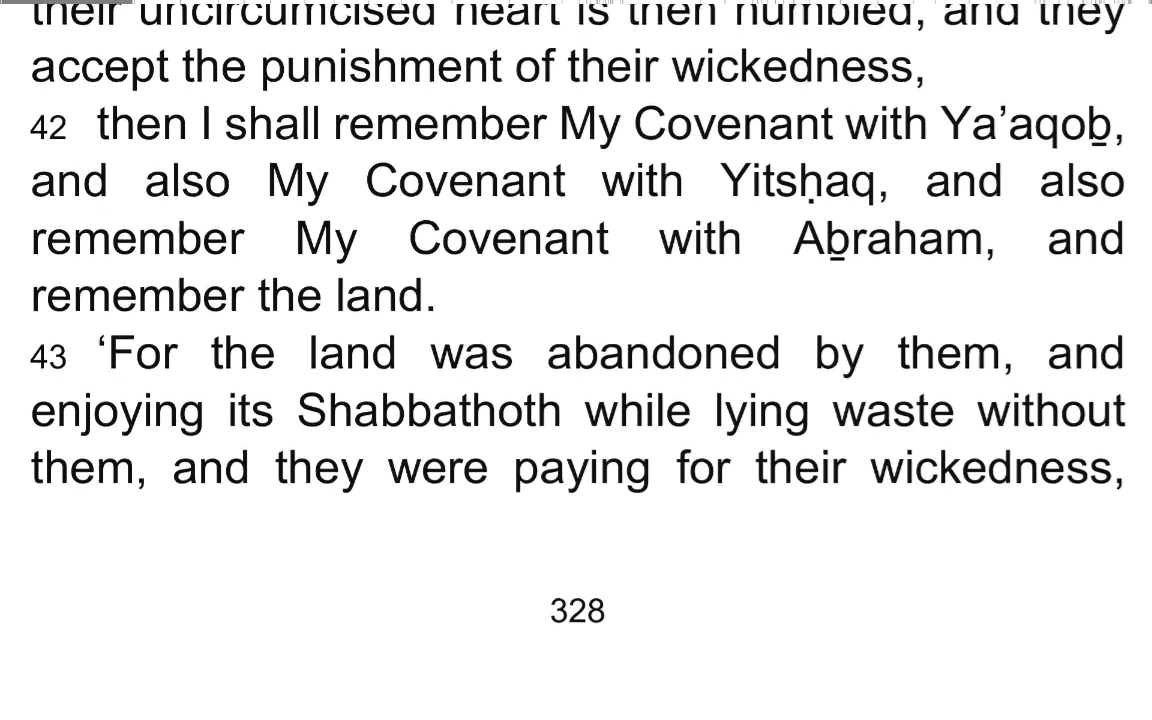 their uncircumcised heart is then humbled, and they
accept the punishment of their wickedness,
42 then I shall remember My Covenant with Ya’aqoḇ,
and also My Covenant with Yitsḥaq, and also
remember My Covenant with Aḇraham, and
remember the land.
43 ‘For the land was abandoned by them, and
enjoying its Shabbathoth while lying waste without
them, and they were paying for their wickedness,
328